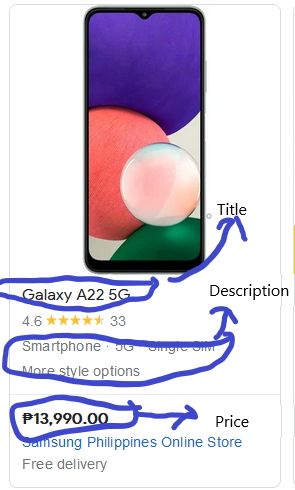 Title
Galaxy A22 5G
Description
4.6 ★★★★★ 33
Smartphone · 5G · Single SIM
More style options
₱13,990.00
Price
Samsung Philippines Online Store
Free delivery